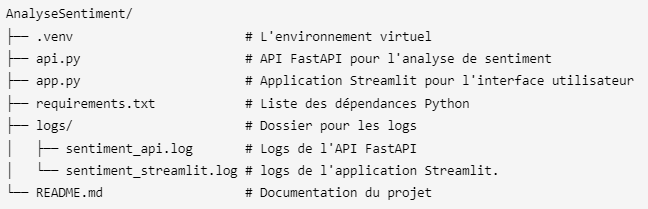 AnalyseSentiment/
├── .venv                       # L'environnement virtuel
├── api.py                      # API FastAPI pour l'analyse de sentiment
├── app.py                      # Application Streamlit pour l'interface utilisateur
├── requirements.txt            # Liste des dépendances Python
├── logs/                       # Dossier pour les logs
│   ├── sentiment_api.log       # Logs de l'API FastAPI
│   └── sentiment_streamlit.log # logs de l'application Streamlit.
└── README.md                   # Documentation du projet